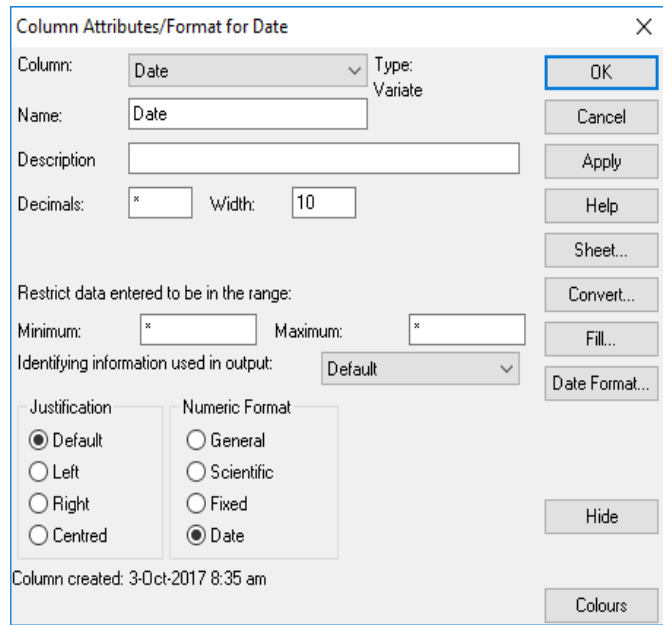 Column Attributes/Format for Date
Column: Date Type: OK
Variate
Name: Date Cancel
Description Apply
Decimals: * Width: 10 Help
Sheet...
Restrict data entered to be in the range: Convert...
Minimum: * Maximum: * Fill...
Identifying information used in output: Default Date Format...
Justification Numeric Format
Default General
Left Scientific
Right Fixed Hide
Centred Date
Column created: 3-Oct-2017 8:35 am
Colours